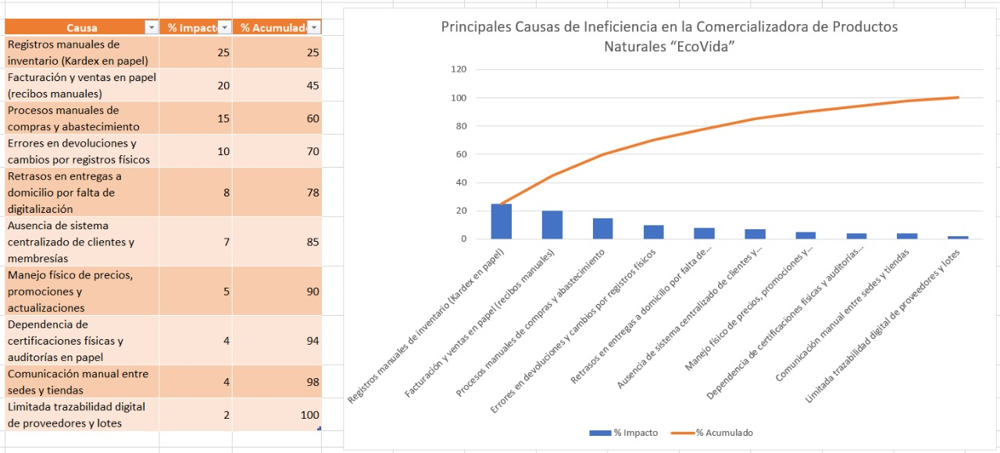 Causa % Impact % Acumulad
Registros manuales de
inventario (Kardex en papel) 25 25
Facturación y ventas en papel
(recibos manuales) 20 45
Procesos manuales de
compras y abastecimiento 15 60
Errores en devoluciones y
cambios por registros físicos 10 70
Retrasos en entregas a
domicilio por falta de
digitalización 8 78
Ausencia de sistema
centralizado de clientes y
membresías 7 85
Manejo físico de precios,
promociones y
actualizaciones 5 90
Dependencia de
certificaciones físicas y
auditorías en papel 4 94
Comunicación manual entre
sedes y tiendas 4 98
Limitada trazabilidad digital
de proveedores y lotes 2 100
Principales Causas de Ineficiencia en la Comercializadora de Productos
Naturales “EcoVida”
120
100
80
60
40
20
0
Registros manuales de inventario (Kardex en papel)
Facturación y ventas en papel (recibos manuales)
Procesos manuales de compras y abastecimiento
Errores en devoluciones y cambios por registros físicos
Retrasos en entregas a domicilio por falta de...
Ausencia de sistema centralizado de clientes y...
Manejo físico de precios, promociones y...
Dependencia de certificaciones físicas y auditorías...
Comunicación manual entre sedes y tiendas
Limitada trazabilidad digital de proveedores y lotes
% Impacto % Acumulado